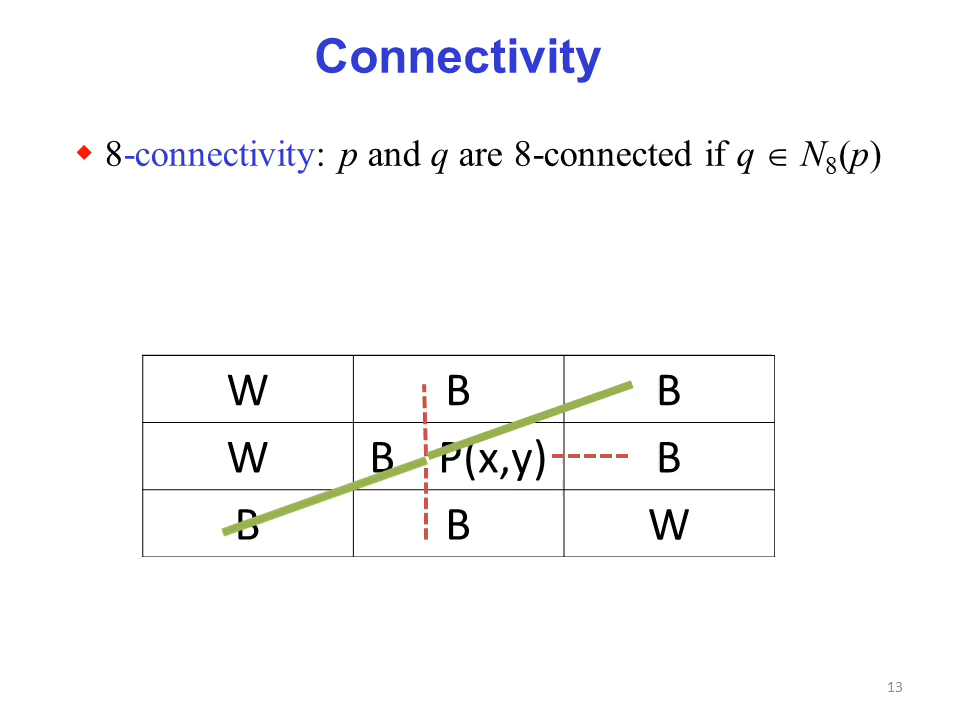 Connectivity
8-connectivity: p and q are 8-connected if q ∈ N8(p)
W B B
W B P(x,y) B
B B W
13